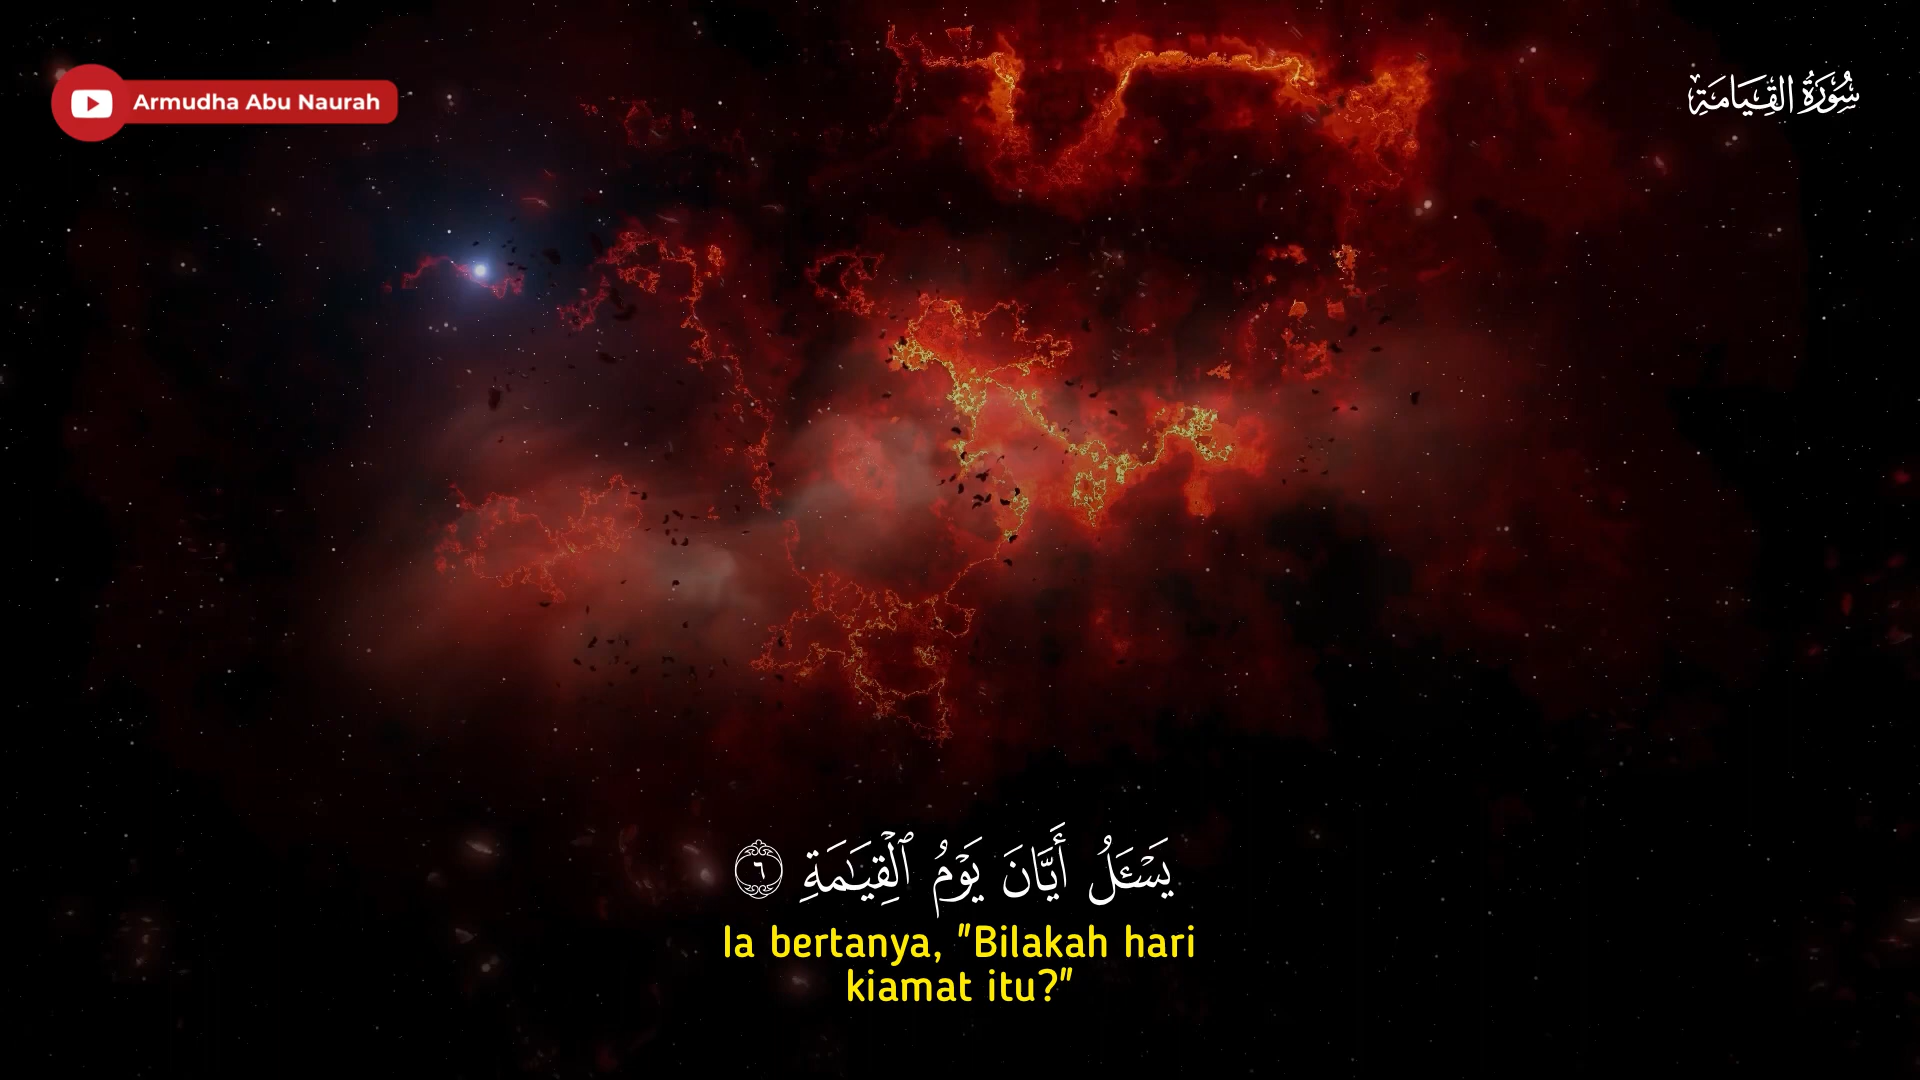 Armudha Abu Naurah
سُورَةُ القِيَامَةِ
يَسْـَٔلُ أَيَّانَ يَوْمُ ٱلْقِيَـٰمَةِ ٦
Ia bertanya, "Bilakah hari
kiamat itu?"